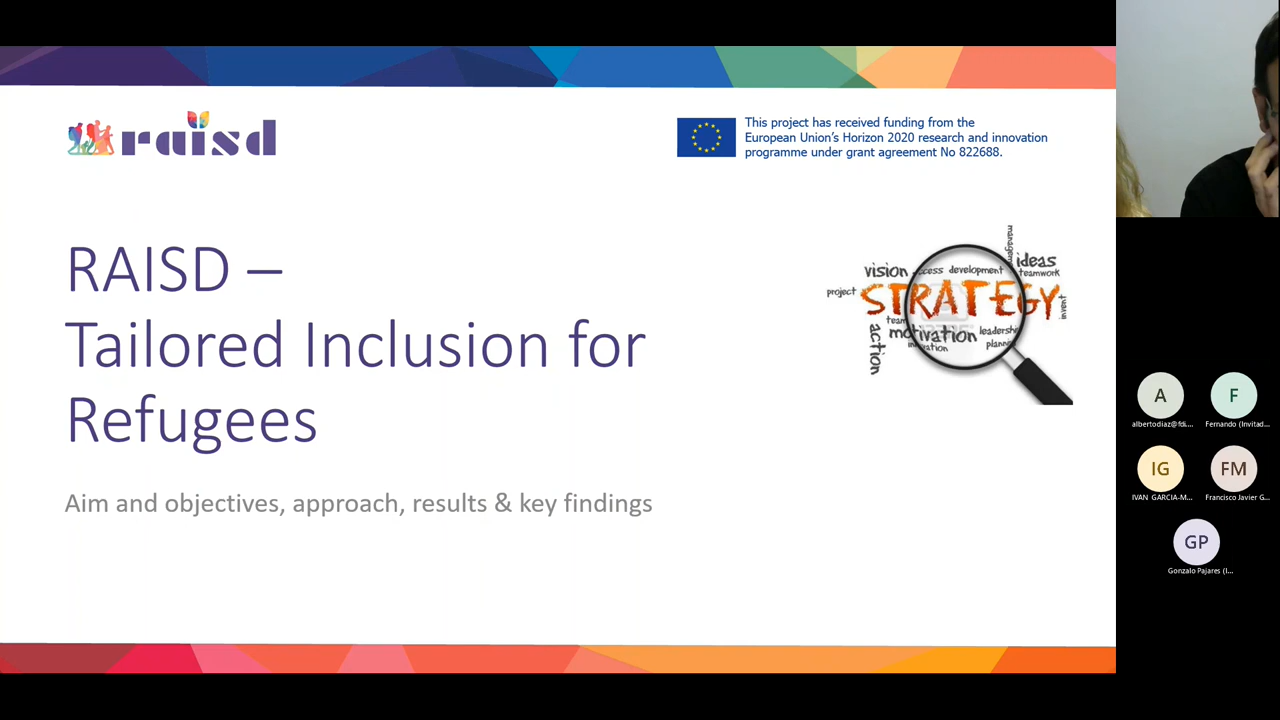 raisd
This project has received funding from the
European Union's Horizon 2020 research and innovation
programme under grant agreement No 822688.
RAISD –
Tailored Inclusion for
Refugees
Aim and objectives, approach, results & key findings
ideas
vision
development
teamwork
project
STRATEGY
invent
team
motivation
leadership
action
A
F
albertodiaz@fdi....
Fernando (Invitad...
IG
FM
IVAN GARCIA-M...
Francisco Javier G...
GP
Gonzalo Pajares (I...